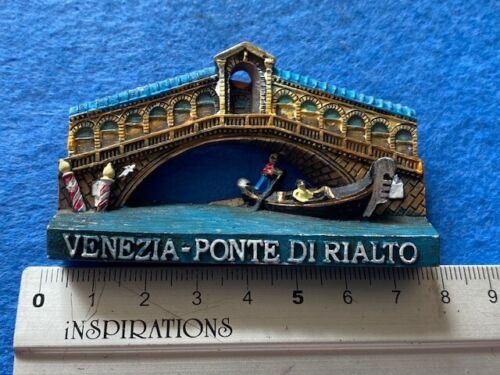 VENEZIA-PONTE DI RIALTO
0 1 2 3 4 5 6 7 8 9
iNSPIRATIONS